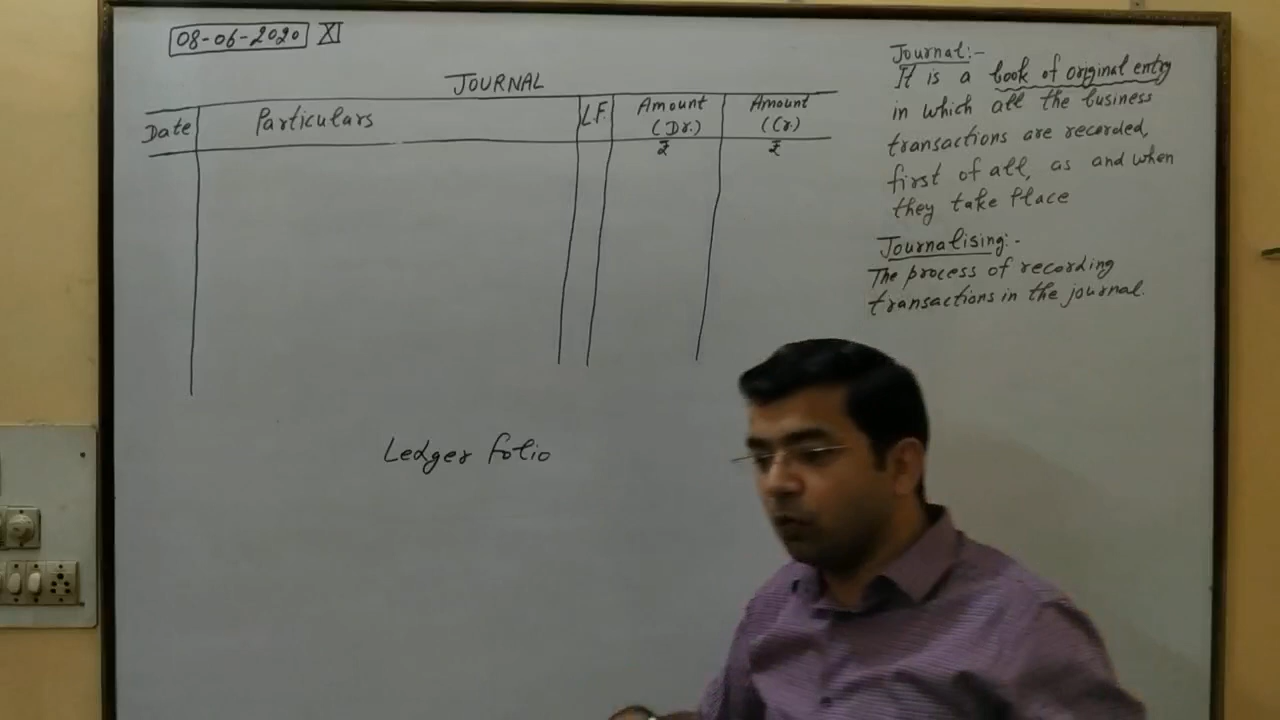 08-06-2020 XI
JOURNAL
Date Particulars L.F. Amount (Dr.) Amount (Cr.)
₹ ₹
Ledger folio
Journal:-
It is a book of original entry
in which all the business
transactions are recorded,
first of all, as and when
they take Place
Journalising:-
The process of recording
transactions in the journal.